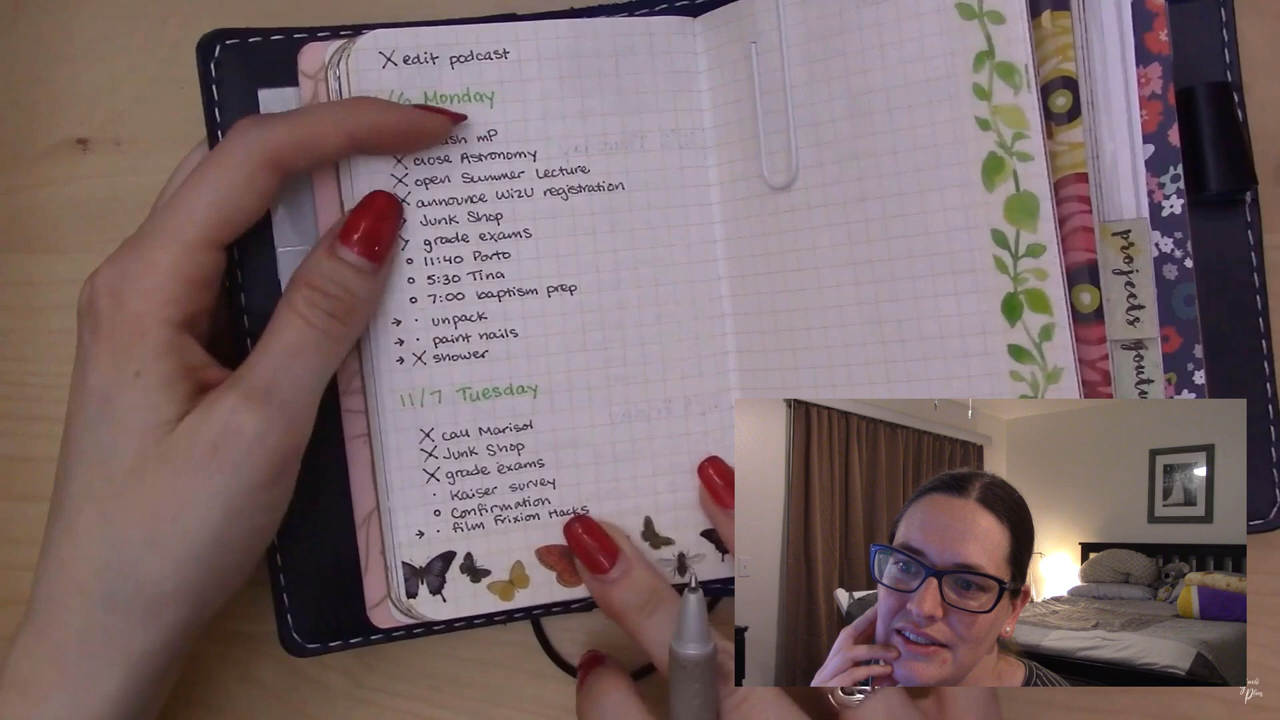 X edit podcast
Monday
mP
X close Astronomy
X open Summer Lecture
X announce WizU registration
Junk Shop
grade exams
o 11:40 Porto
o 5:30 Tina
o 7:00 baptism prep
→ · unpack
→ · paint nails
→ X shower
11/7 Tuesday
X call Marisol
X Junk Shop
X grade exams
· Kaiser survey
o Confirmation
→ · film Frixion Hacks
projects
Plan